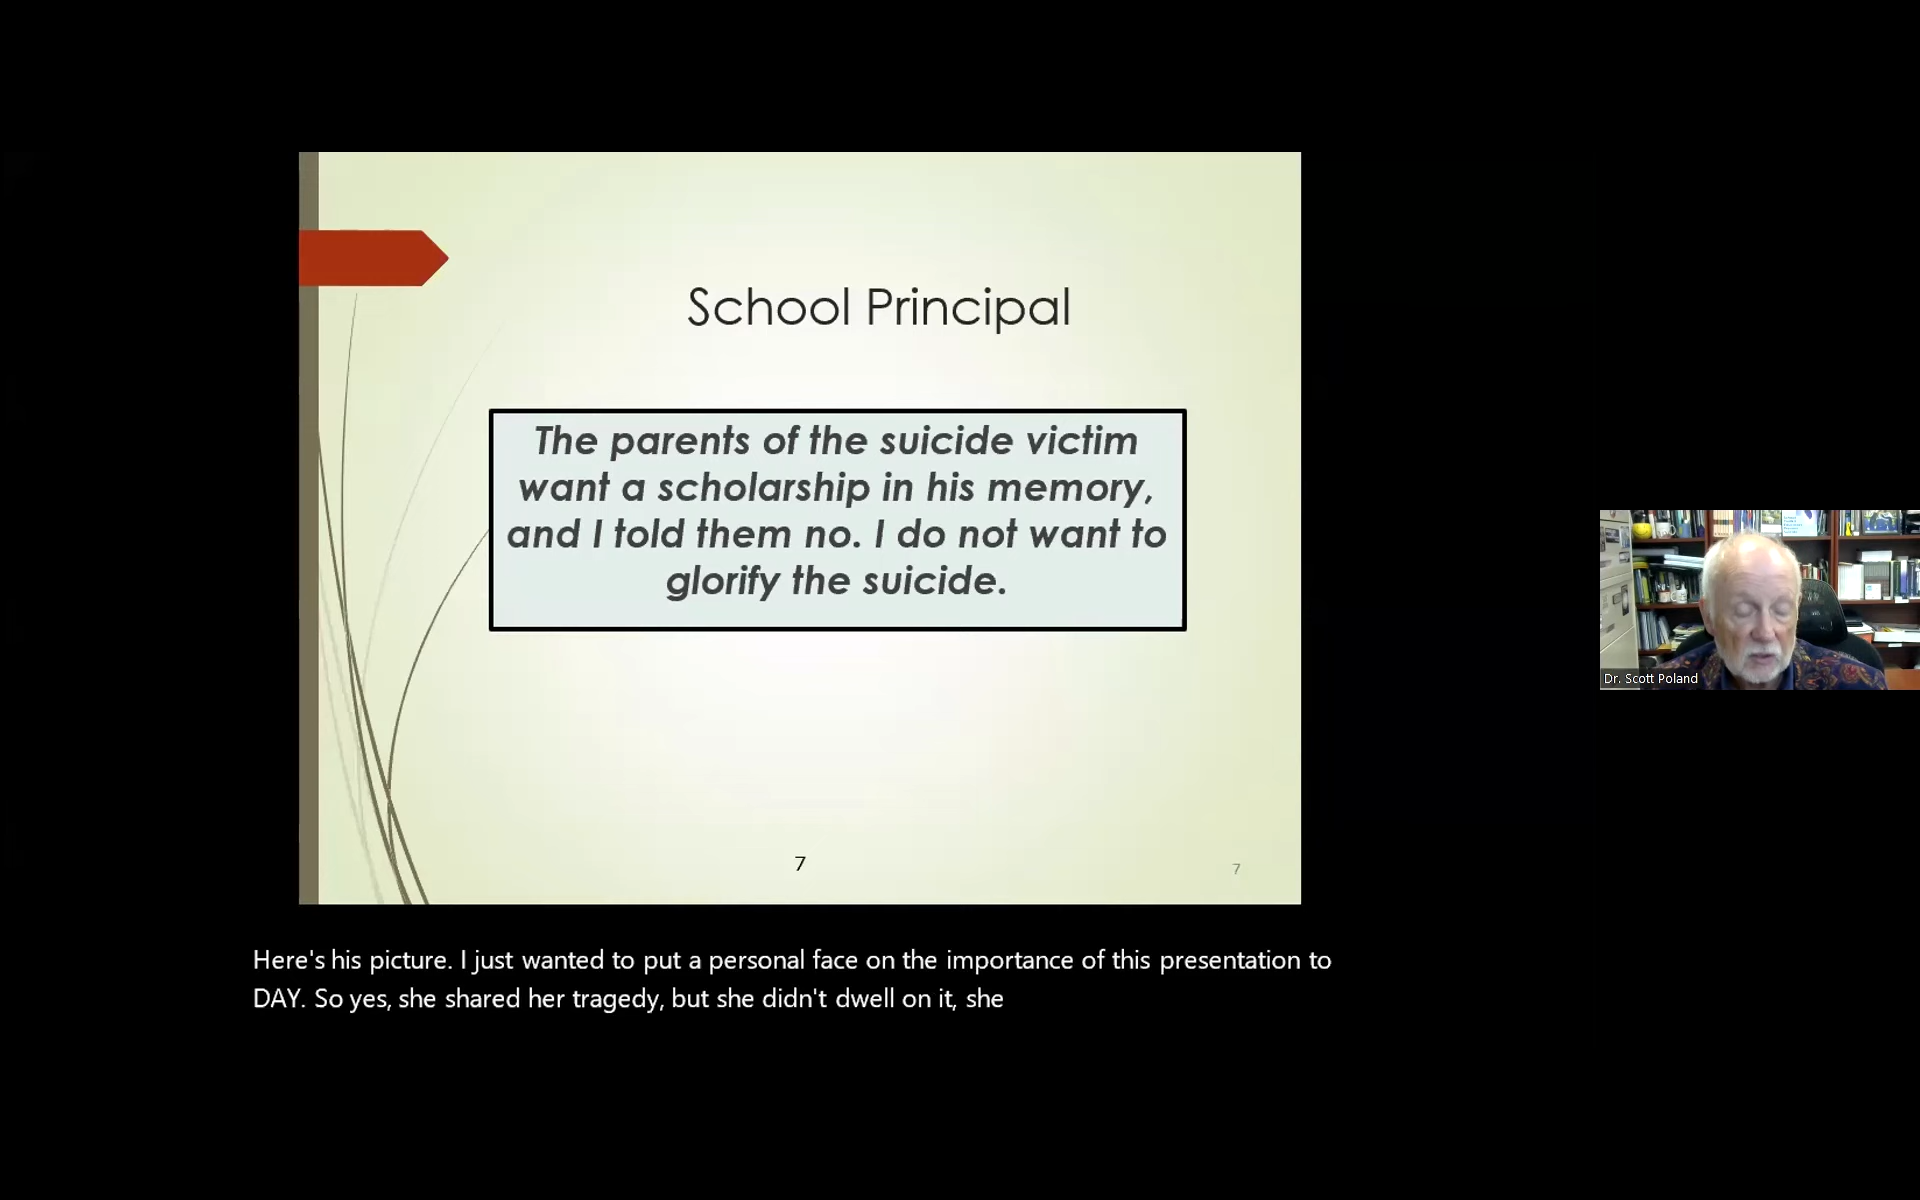 School Principal
The parents of the suicide victim
want a scholarship in his memory,
and I told them no. I do not want to
glorify the suicide.
7
7
Dr. Scott Poland
Here's his picture. I just wanted to put a personal face on the importance of this presentation to
DAY. So yes, she shared her tragedy, but she didn't dwell on it, she